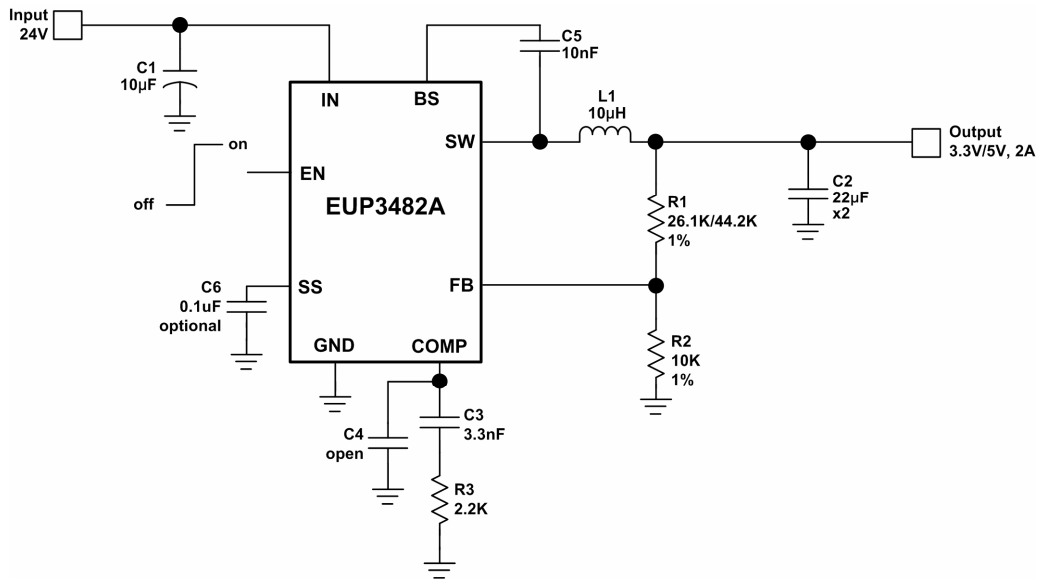 Input
24V
C1
10µF
IN
BS
C5
10nF
SW
L1
10µH
Output
3.3V/5V, 2A
on
off
EN
EUP3482A
R1
26.1K/44.2K
1%
C2
22µF
x2
C6
0.1uF
optional
SS
FB
GND
COMP
R2
10K
1%
C4
open
C3
3.3nF
R3
2.2K